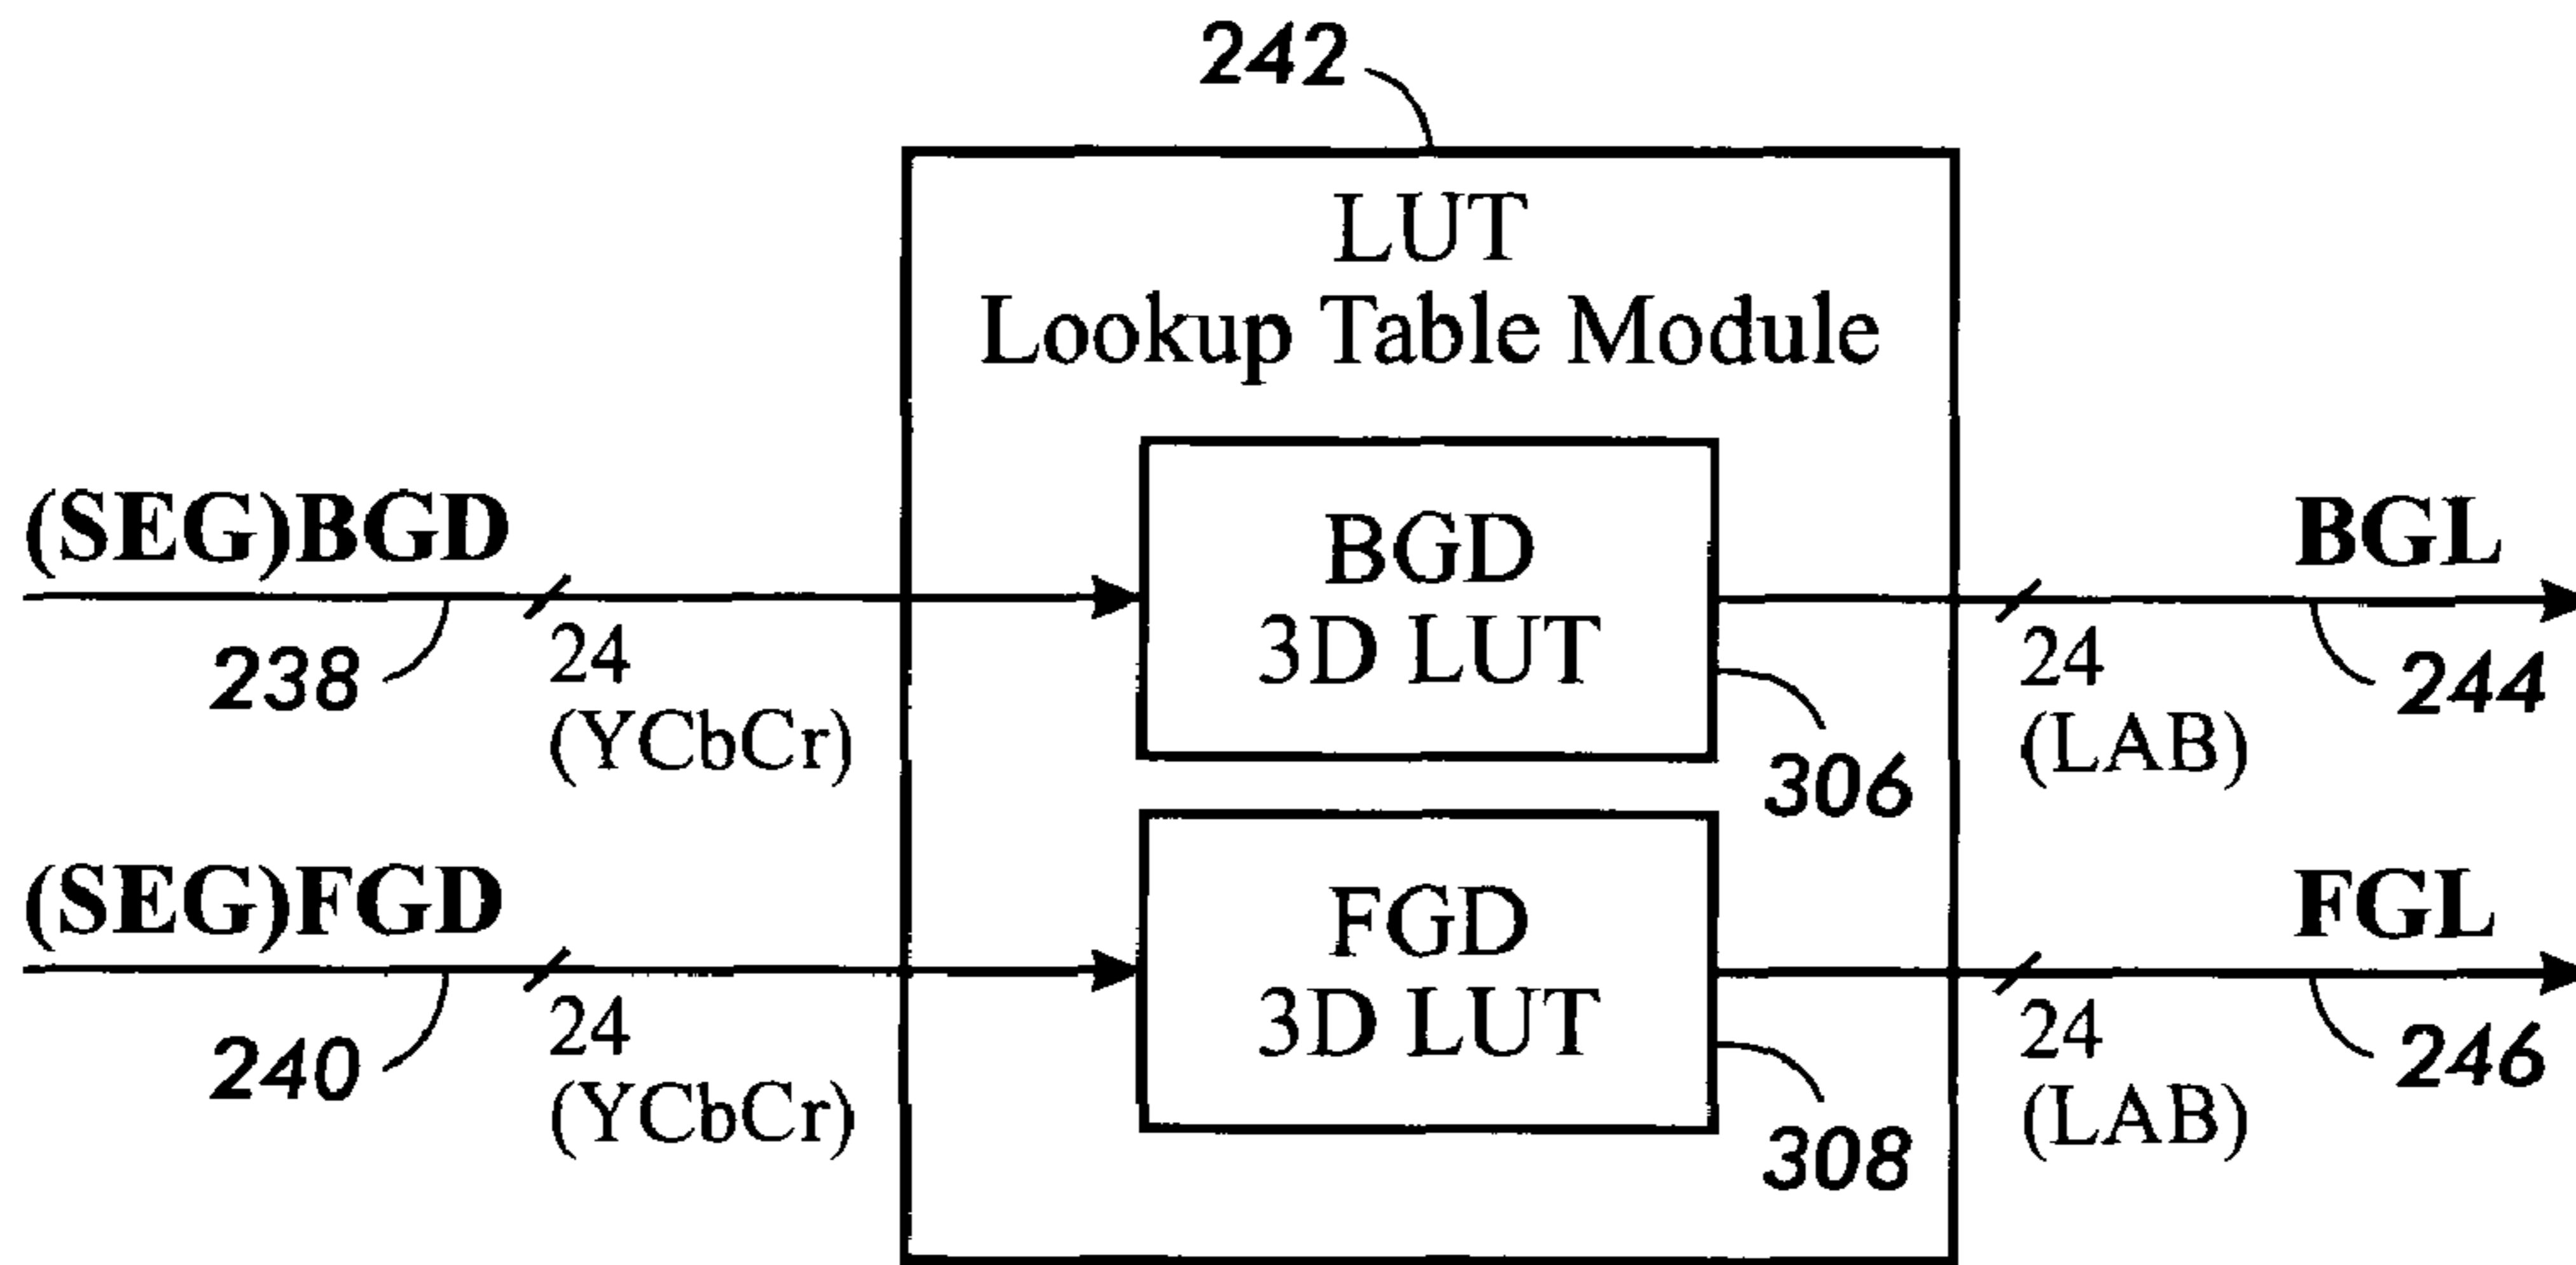 242
LUT
Lookup Table Module
(SEG)BGD
238
24
(YCbCr)
BGD
3D LUT
306
BGL
24
(LAB)
244
(SEG)FGD
240
24
(YCbCr)
FGD
3D LUT
308
FGL
24
(LAB)
246